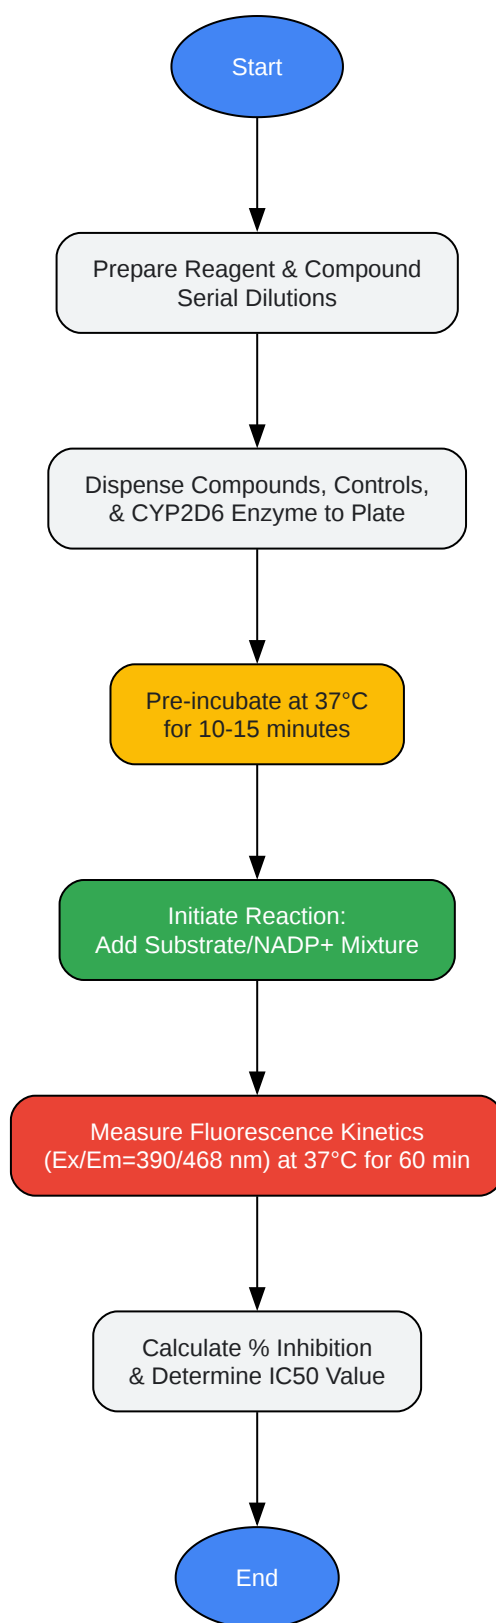 Start
Prepare Reagent & Compound
Serial Dilutions
Dispense Compounds, Controls,
& CYP2D6 Enzyme to Plate
Pre-incubate at 37°C
for 10-15 minutes
Initiate Reaction:
Add Substrate/NADP+ Mixture
Measure Fluorescence Kinetics
(Ex/Em=390/468 nm) at 37°C for 60 min
Calculate % Inhibition
& Determine IC50 Value
End